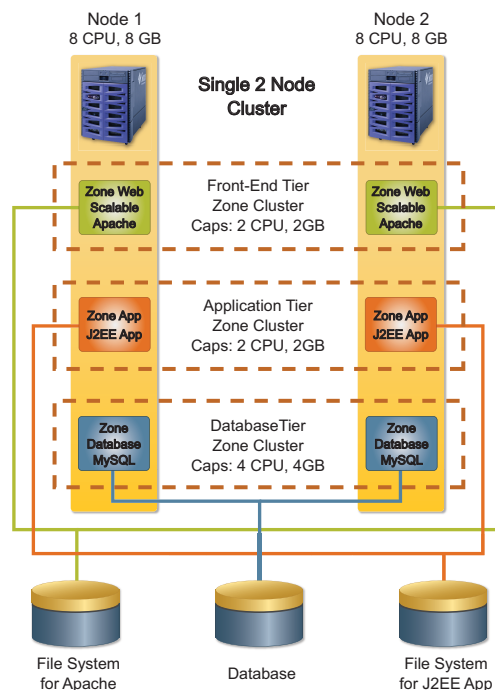 Node 1
8 CPU, 8 GB
Node 2
8 CPU, 8 GB
Single 2 Node
Cluster
Zone Web
Scalable
Apache
Front-End Tier
Zone Cluster
Caps: 2 CPU, 2GB
Zone Web
Scalable
Apache
Zone App
J2EE App
Application Tier
Zone Cluster
Caps: 2 CPU, 2GB
Zone App
J2EE App
Zone
Database
MySQL
DatabaseTier
Zone Cluster
Caps: 4 CPU, 4GB
Zone
Database
MySQL
File System
for Apache
Database
File System
for J2EE App